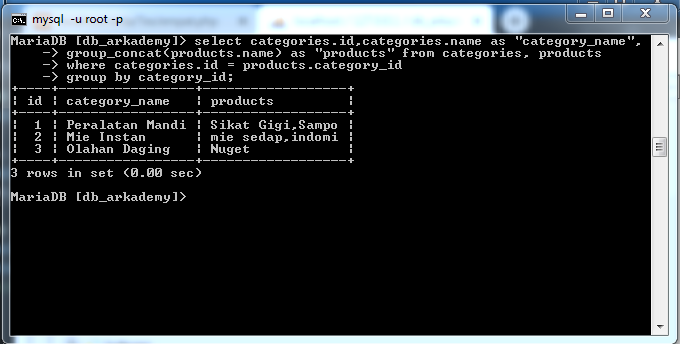 mysql -u root -p
MariaDB [db_arkademy]> select categories.id,categories.name as "category_name",
    -> group_concat(products.name) as "products" from categories, products
    -> where categories.id = products.category_id
    -> group by category_id;
+----+-----------------+------------------+
| id | category_name   | products         |
+----+-----------------+------------------+
|  1 | Peralatan Mandi | Sikat Gigi,Sampo |
|  2 | Mie Instan      | mie sedap,indomi |
|  3 | Olahan Daging   | Nuget            |
+----+-----------------+------------------+
3 rows in set (0.00 sec)
MariaDB [db_arkademy]>